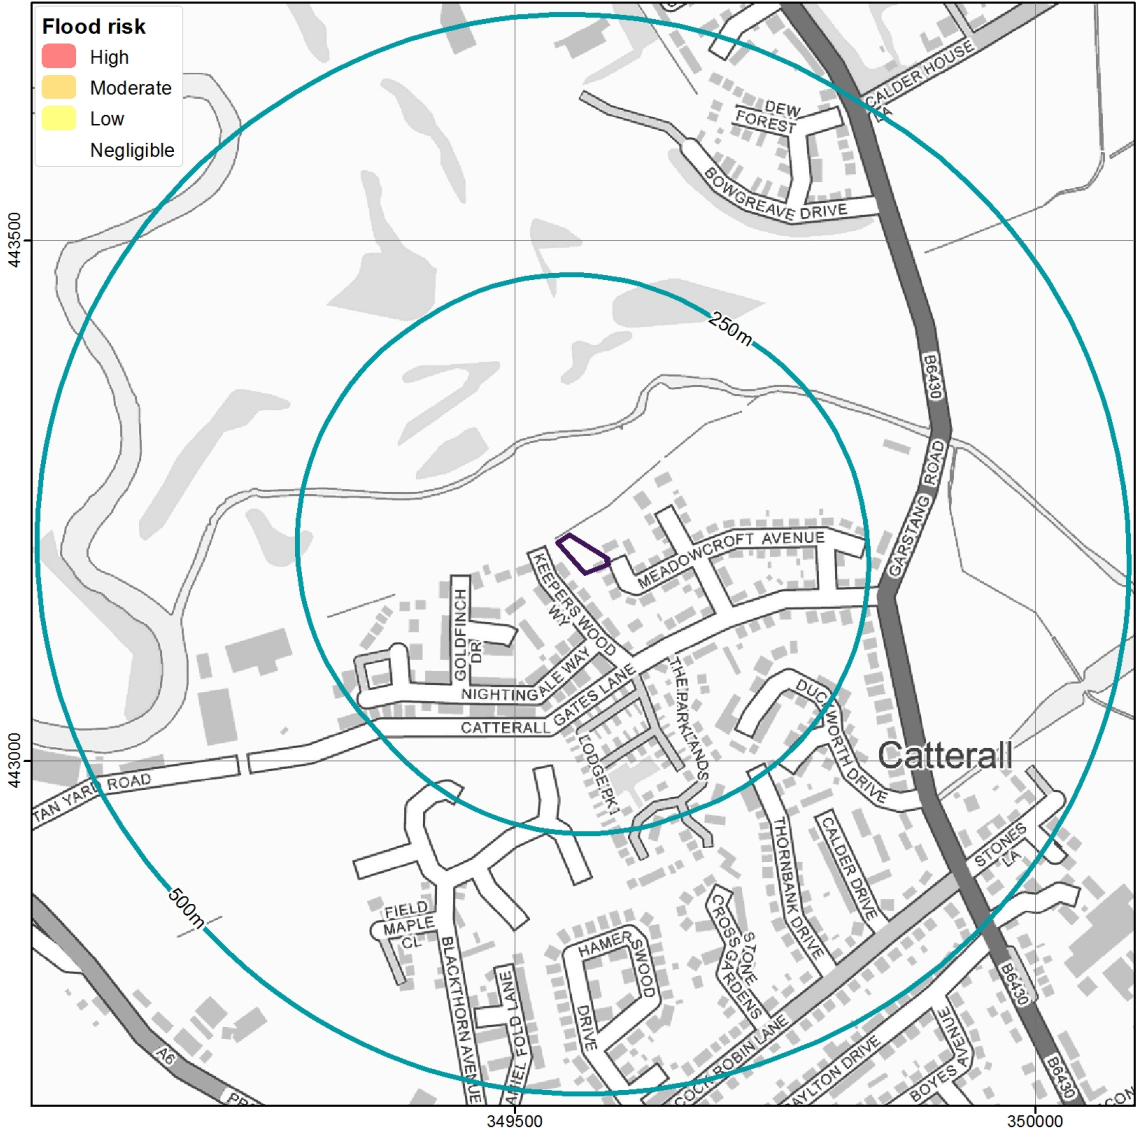 Flood risk
High
Moderate
Low
Negligible
CALDER HOUSE
LA
DEW
FOREST
BOWGREAVE DRIVE
443500
250m
B6430
GARSTANG ROAD
MEADOWCROFT AVENUE
KEEPERS WOOD
WY
GOLDFINCH
DR
NIGHTINGALE WAY
CATTERALL GATES LANE
THE PARKLANDS
LODGE PK
DUCKWORTH DRIVE
Catterall
443000
TAN YARD ROAD
500m
THORNBANK DRIVE
CALDER DRIVE
STONES
LA
FIELD
MAPLE
CL
BLACKTHORN AVENUE
HAMERSWOOD
DRIVE
STONE
CROSS GARDENS
COCK ROBIN LANE
AYLTON DRIVE
BOYES AVENUE
B6430
B6430
FOLD LANE
A6
349500
350000